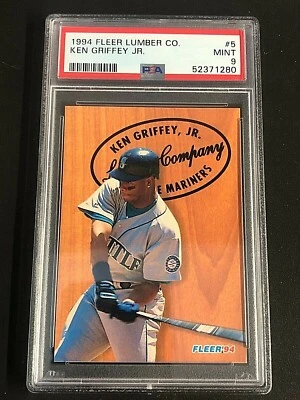 1994 FLEER LUMBER CO. #5
KEN GRIFFEY JR. MINT
PSA 9
52371280
KEN GRIFFEY, JR.
Company
MARINERS
TTLE
FLEER '94